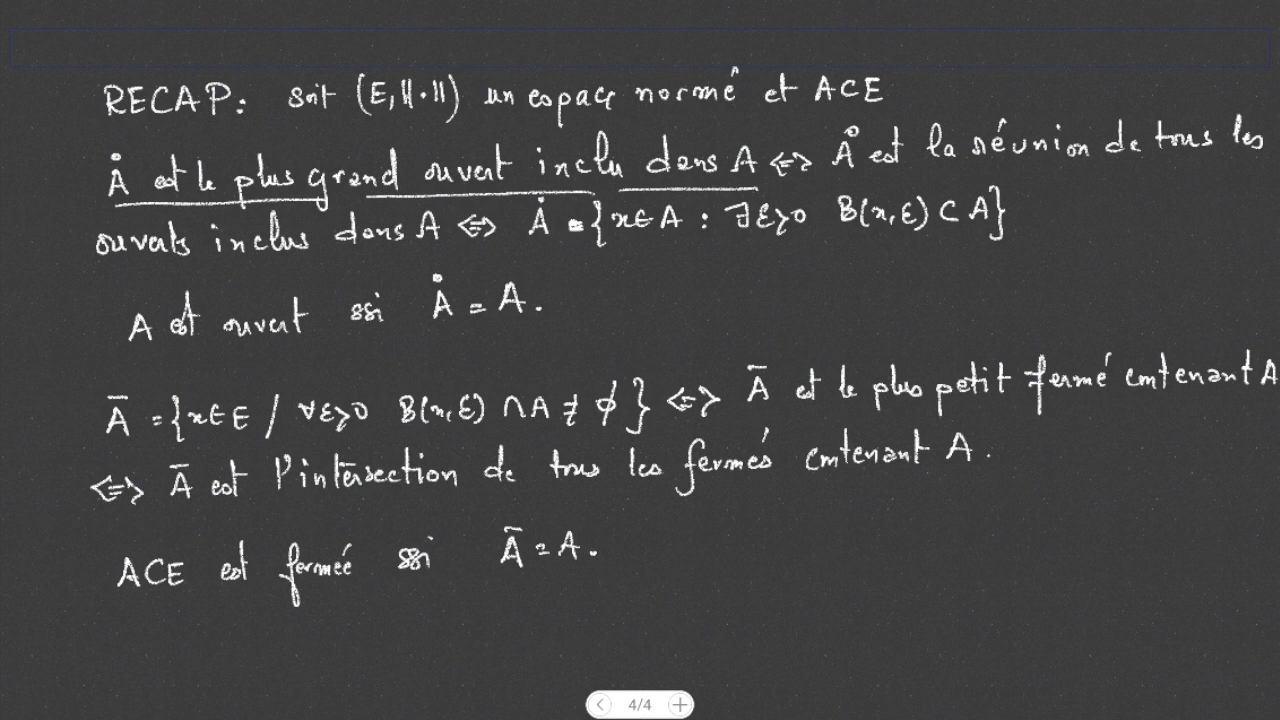 RECAP: soit (E, ||·||) un espace normé et A⊂E
Å est le plus grand ouvert inclu dans A ⇔ Å est la réunion de tous les
ouverts inclus dans A ⇔ Å = {x∈A : ∃ε>0 B(x,ε) ⊂ A}
A est ouvert ssi Å = A.
Ā = {x∈E / ∀ε>0 B(x,ε) ∩ A ≠ ∅} ⇔ Ā est le plus petit fermé contenant A
⇔ Ā est l'intersection de tous les fermés contenant A.
A⊂E est fermée ssi Ā = A.
4/4